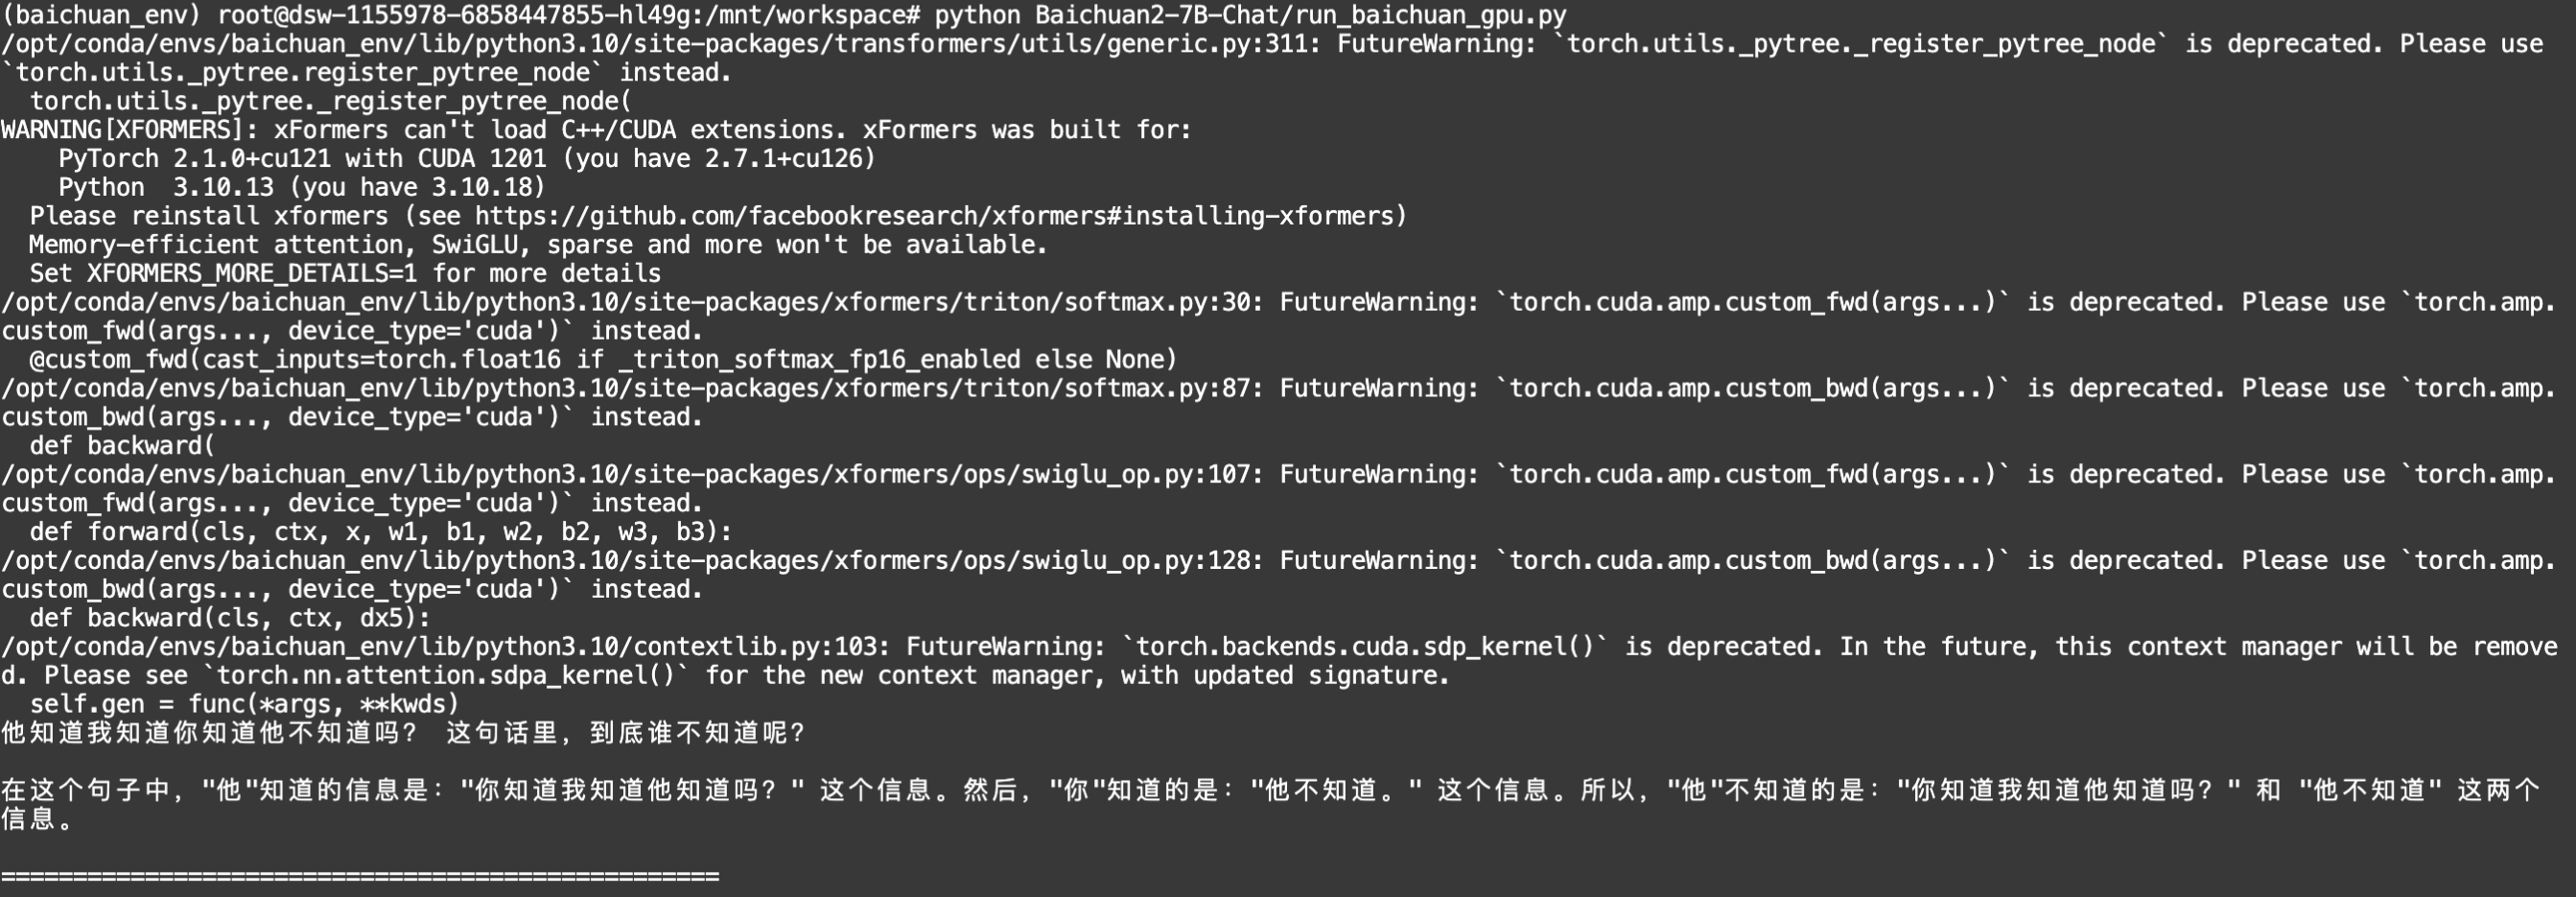 (baichuan_env) root@dsw-1155978-6858447855-hl49g:/mnt/workspace# python Baichuan2-7B-Chat/run_baichuan_gpu.py
/opt/conda/envs/baichuan_env/lib/python3.10/site-packages/transformers/utils/generic.py:311: FutureWarning: `torch.utils._pytree._register_pytree_node` is deprecated. Please use
`torch.utils._pytree.register_pytree_node` instead.
  torch.utils._pytree._register_pytree_node(
WARNING[XFORMERS]: xFormers can't load C++/CUDA extensions. xFormers was built for:
    PyTorch 2.1.0+cu121 with CUDA 1201 (you have 2.7.1+cu126)
    Python  3.10.13 (you have 3.10.18)
  Please reinstall xformers (see https://github.com/facebookresearch/xformers#installing-xformers)
  Memory-efficient attention, SwiGLU, sparse and more won't be available.
  Set XFORMERS_MORE_DETAILS=1 for more details
/opt/conda/envs/baichuan_env/lib/python3.10/site-packages/xformers/triton/softmax.py:30: FutureWarning: `torch.cuda.amp.custom_fwd(args...)` is deprecated. Please use `torch.amp.
custom_fwd(args..., device_type='cuda')` instead.
  @custom_fwd(cast_inputs=torch.float16 if _triton_softmax_fp16_enabled else None)
/opt/conda/envs/baichuan_env/lib/python3.10/site-packages/xformers/triton/softmax.py:87: FutureWarning: `torch.cuda.amp.custom_bwd(args...)` is deprecated. Please use `torch.amp.
custom_bwd(args..., device_type='cuda')` instead.
  def backward(
/opt/conda/envs/baichuan_env/lib/python3.10/site-packages/xformers/ops/swiglu_op.py:107: FutureWarning: `torch.cuda.amp.custom_fwd(args...)` is deprecated. Please use `torch.amp.
custom_fwd(args..., device_type='cuda')` instead.
  def forward(cls, ctx, x, w1, b1, w2, b2, w3, b3):
/opt/conda/envs/baichuan_env/lib/python3.10/site-packages/xformers/ops/swiglu_op.py:128: FutureWarning: `torch.cuda.amp.custom_bwd(args...)` is deprecated. Please use `torch.amp.
custom_bwd(args..., device_type='cuda')` instead.
  def backward(cls, ctx, dx5):
/opt/conda/envs/baichuan_env/lib/python3.10/contextlib.py:103: FutureWarning: `torch.backends.cuda.sdp_kernel()` is deprecated. In the future, this context manager will be remove
d. Please see `torch.nn.attention.sdpa_kernel()` for the new context manager, with updated signature.
  self.gen = func(*args, **kwds)
他知道我知道你知道他不知道吗? 这句话里，到底谁不知道呢?

在这个句子中，"他"知道的信息是："你知道我知道他知道吗？" 这个信息。然后，"你"知道的是："他不知道。" 这个信息。所以，"他"不知道的是："你知道我知道他知道吗？" 和 "他不知道" 这两个
信息。

==================================================